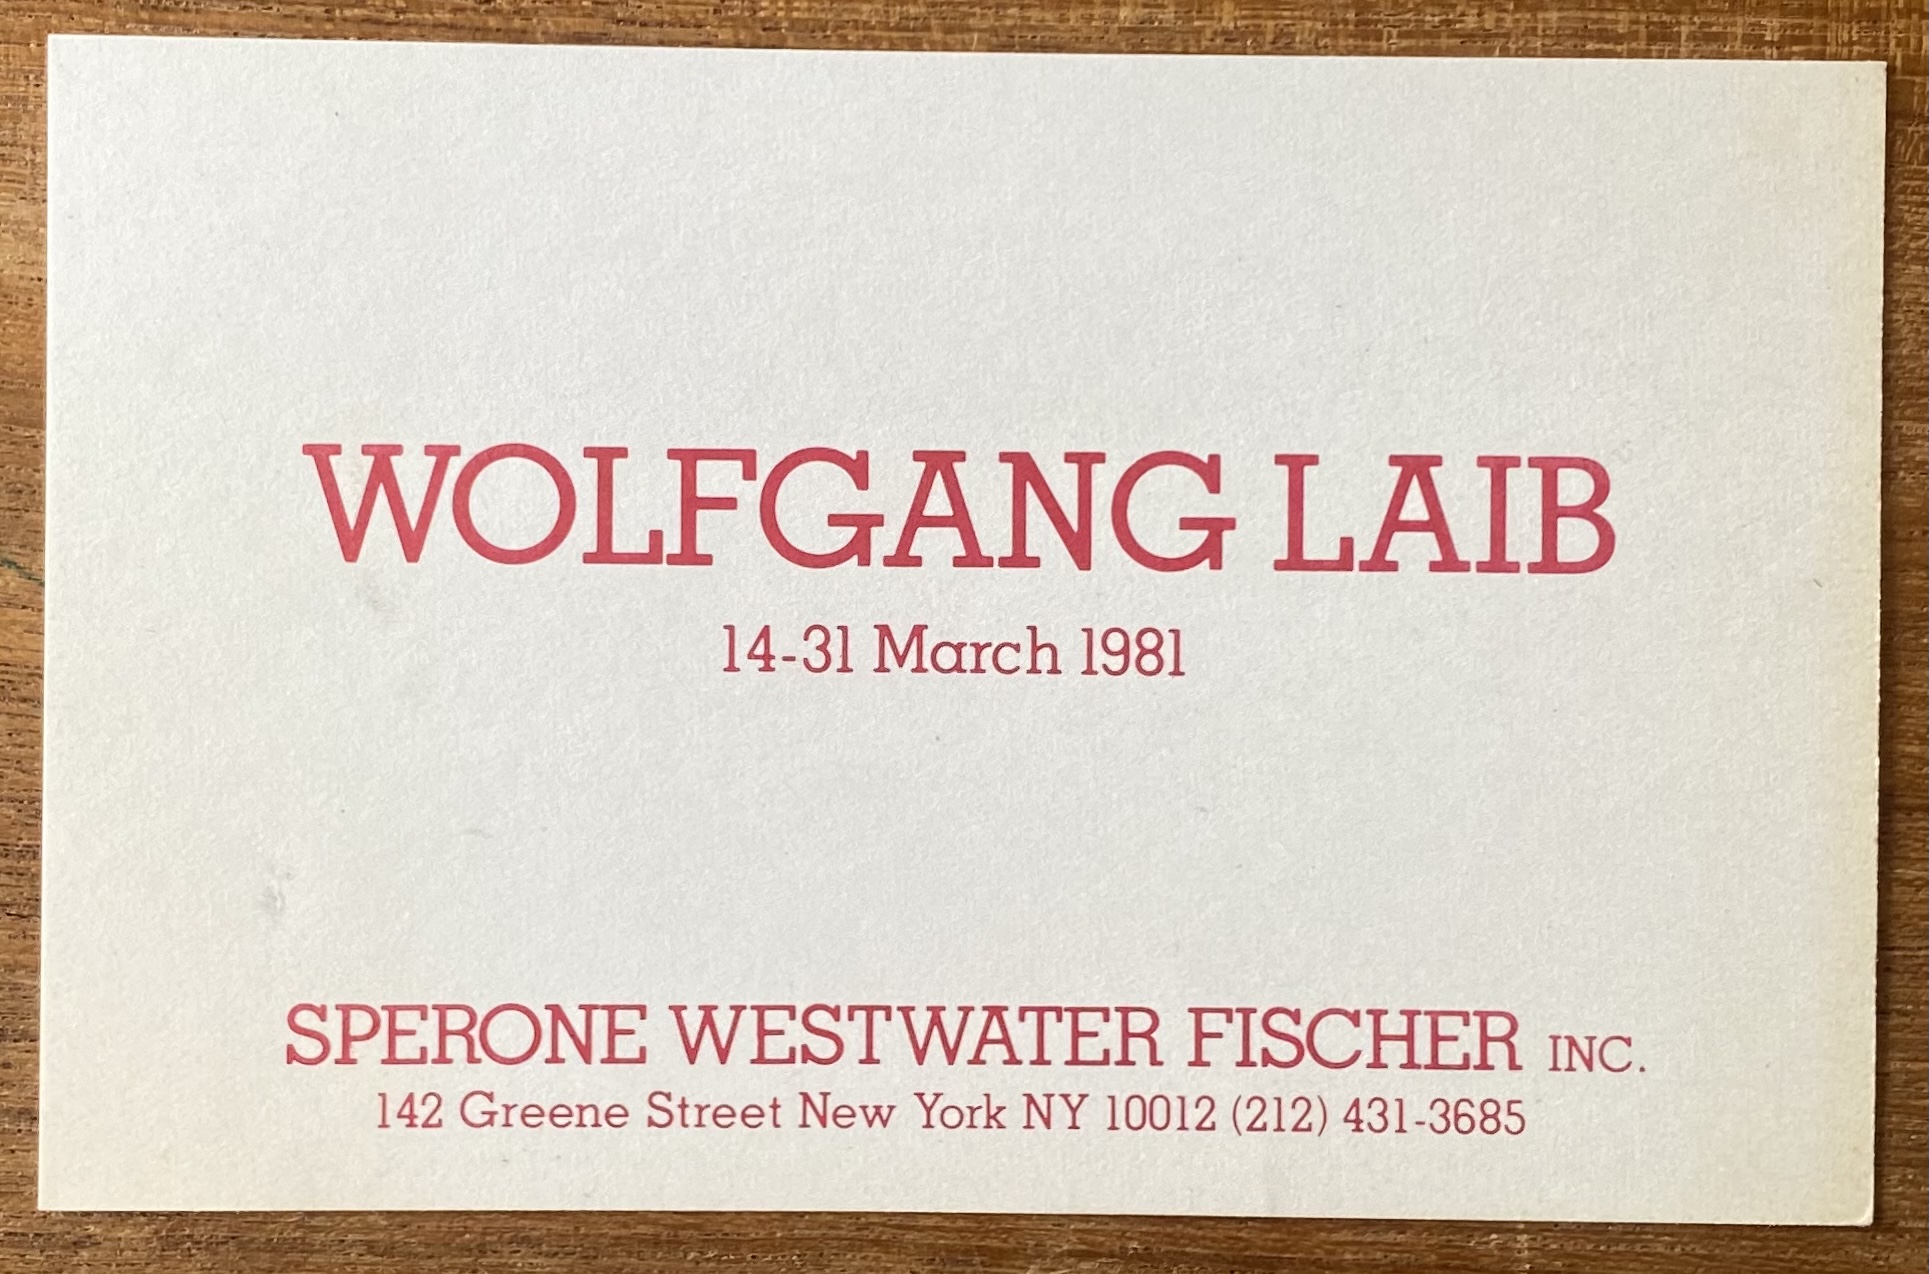 WOLFGANG LAIB
14-31 March 1981
SPERONE WESTWATER FISCHER INC.
142 Greene Street New York NY 10012 (212) 431-3685